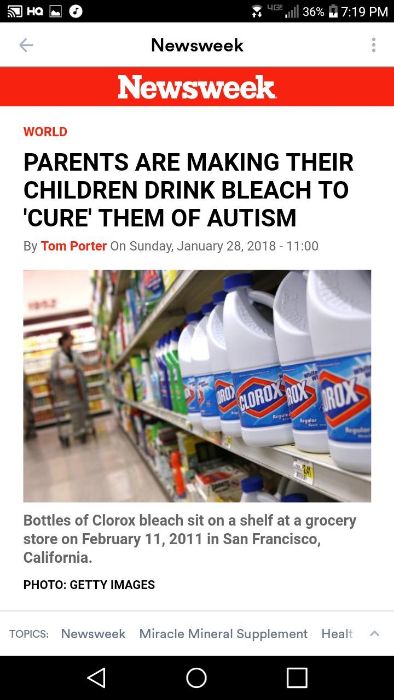 HQ 4GE 36% 7:19 PM
Newsweek
Newsweek
WORLD
PARENTS ARE MAKING THEIR
CHILDREN DRINK BLEACH TO
'CURE' THEM OF AUTISM
By Tom Porter On Sunday, January 28, 2018 - 11:00
CLOROX
ROX
ROX
Bottles of Clorox bleach sit on a shelf at a grocery
store on February 11, 2011 in San Francisco,
California.
PHOTO: GETTY IMAGES
TOPICS: Newsweek Miracle Mineral Supplement Healt